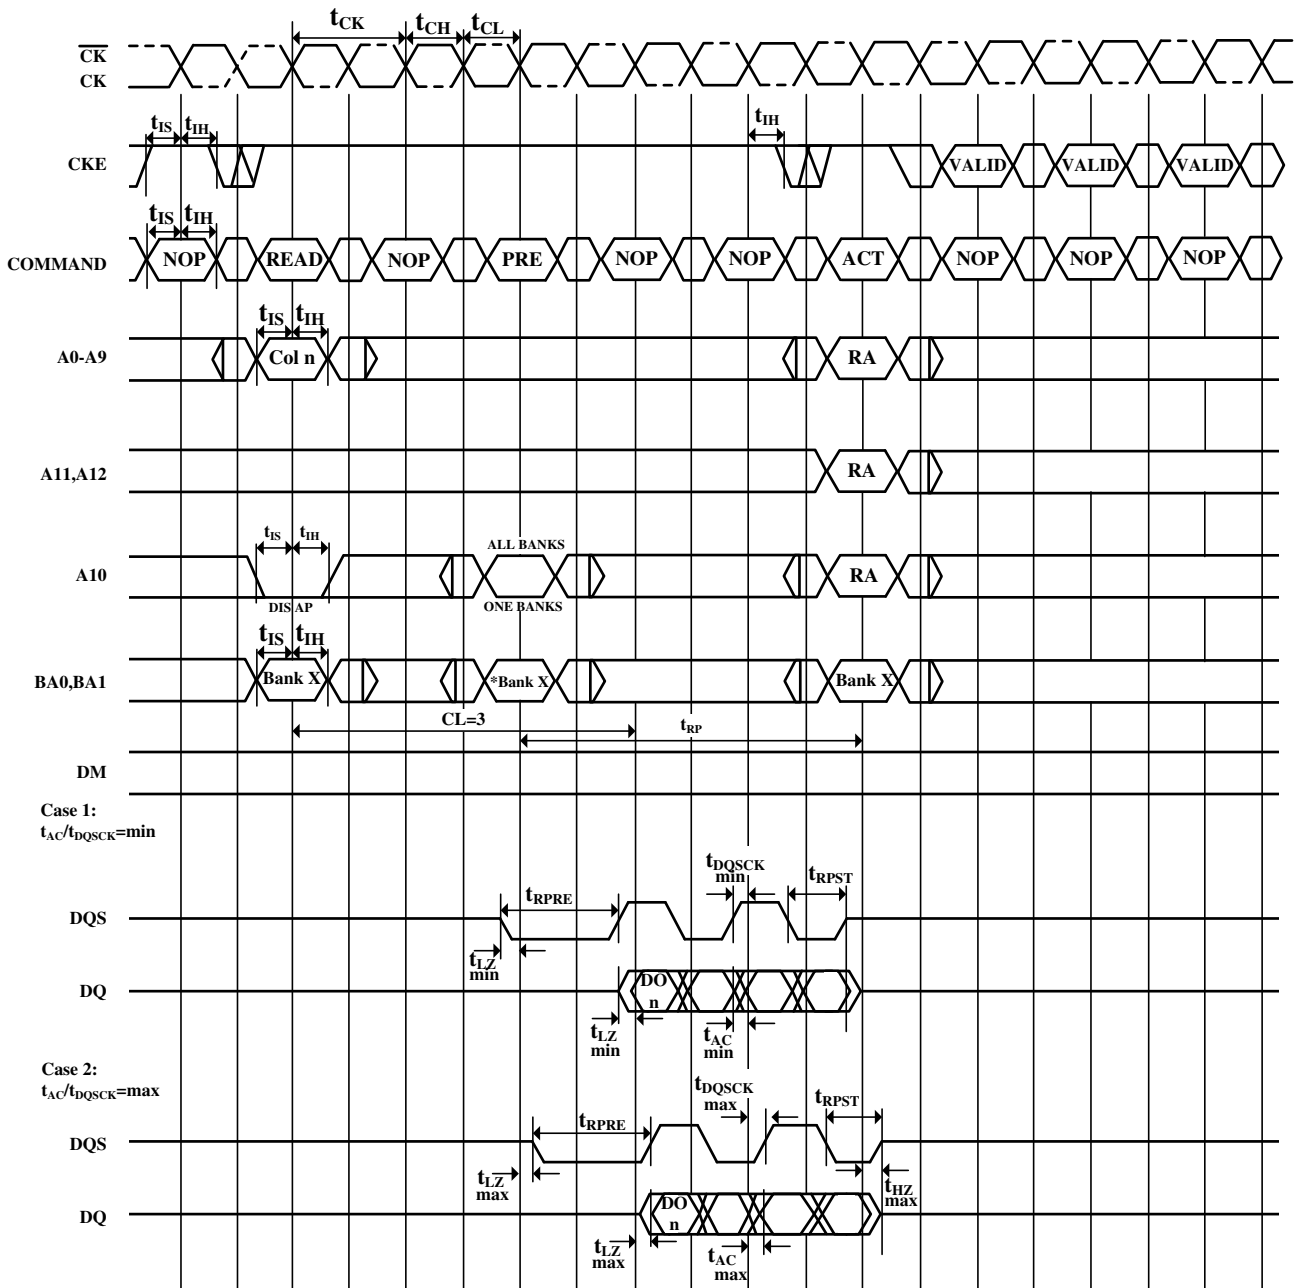 tCK tCH tCL
CK
CK
tIS tIH tIH
CKE VALID VALID VALID
tIS tIH
COMMAND NOP READ NOP PRE NOP NOP ACT NOP NOP NOP
tIS tIH
A0-A9 Col n RA
A11,A12 RA
tIS tIH ALL BANKS
A10 RA
DIS AP ONE BANKS
tIS tIH
BA0,BA1 Bank X *Bank X Bank X
CL=3 tRP
DM
Case 1:
tAC/tDQSCK=min
tDQSCK
min
tRPRE tRPST
DQS
tLZ
min
DQ DO
n
tLZ
min
tAC
min
Case 2:
tAC/tDQSCK=max
tDQSCK
max
tRPRE tRPST
DQS
tLZ
max
tHZ
max
DQ DO
n
tLZ
max
tAC
max